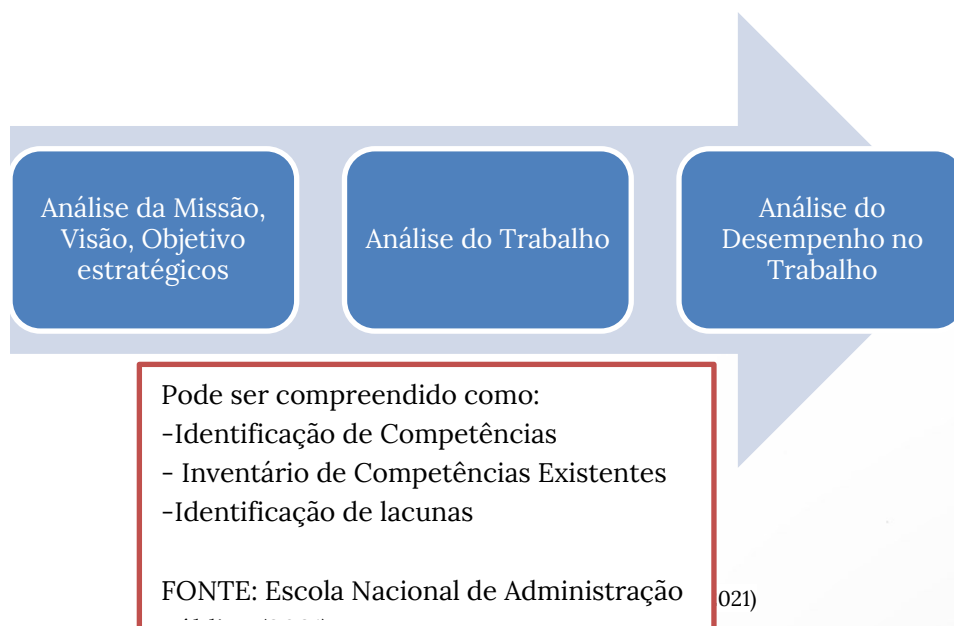 Análise da Missão,
Visão, Objetivo
estratégicos
Análise do Trabalho
Análise do
Desempenho no
Trabalho
Pode ser compreendido como:
-Identificação de Competências
- Inventário de Competências Existentes
-Identificação de lacunas
FONTE: Escola Nacional de Administração
021)